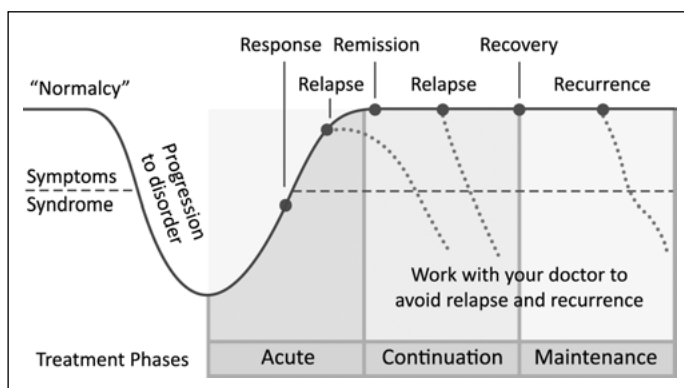 Response
Remission
Recovery
Relapse
Relapse
Recurrence
“Normalcy”
Progression
to disorder
Symptoms
Syndrome
Work with your doctor to
avoid relapse and recurrence
Treatment Phases
Acute
Continuation
Maintenance